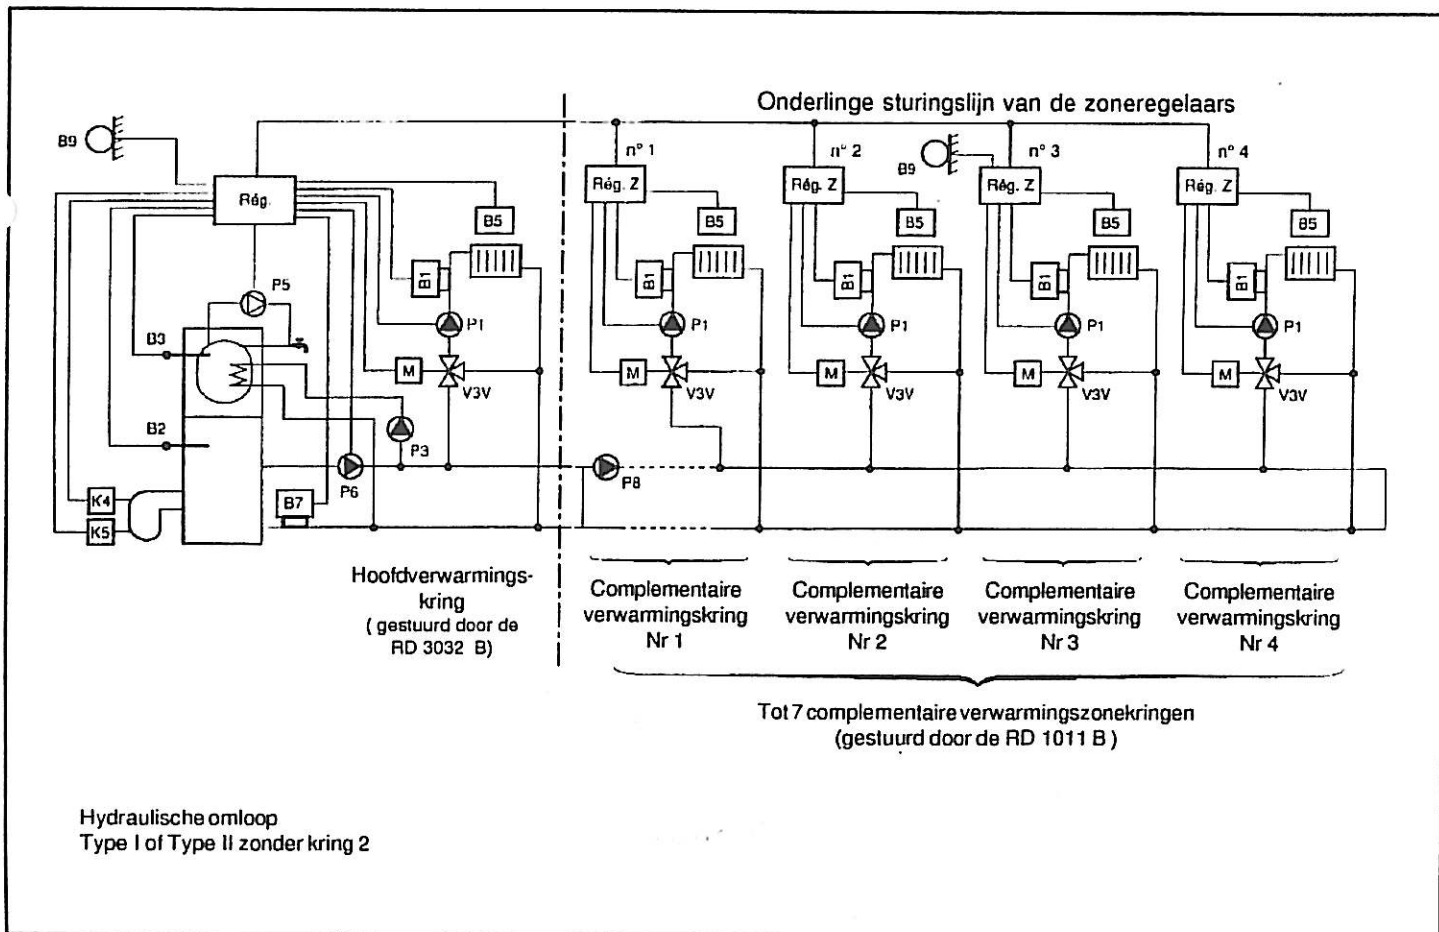 Onderlinge sturingslijn van de zoneregelaars
B9
n° 1
n° 2
B9
n° 3
n° 4
Rég.
Rég. Z
Rég. Z
Rég. Z
Rég. Z
B5
B5
B5
B5
B5
B1
B1
B1
B1
B1
P5
P1
P1
P1
P1
P1
B3
M
M
M
M
M
V3V
V3V
V3V
V3V
V3V
B2
P3
P6
P8
K4
B7
K5
Hoofdverwarmings-
kring
( gestuurd door de
RD 3032 B)
Complementaire
verwarmingskring
Nr 1
Complementaire
verwarmingskring
Nr 2
Complementaire
verwarmingskring
Nr 3
Complementaire
verwarmingskring
Nr 4
Tot 7 complementaire verwarmingszonekringen
(gestuurd door de RD 1011 B )
Hydraulische omloop
Type I of Type II zonder kring 2